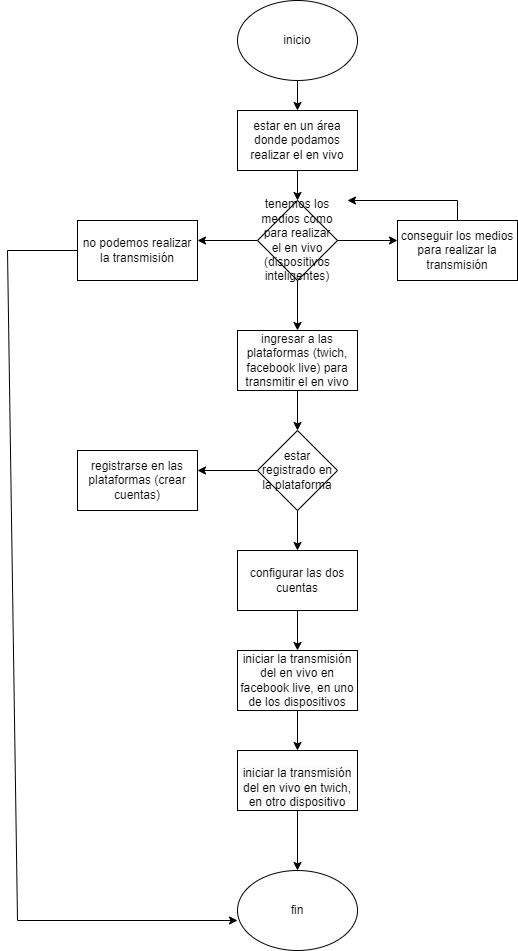 inicio
estar en un área
donde podamos
realizar el en vivo
tenemos los
medios como
para realizar
el en vivo
(dispositivos
inteligentes)
no podemos realizar
la transmisión
conseguir los medios
para realizar la
transmisión
ingresar a las
plataformas (twich,
facebook live) para
transmitir el en vivo
estar
registrado en
la plataforma
registrarse en las
plataformas (crear
cuentas)
configurar las dos
cuentas
iniciar la transmisión
del en vivo en
facebook live, en uno
de los dispositivos
iniciar la transmisión
del en vivo en twich,
en otro dispositivo
fin